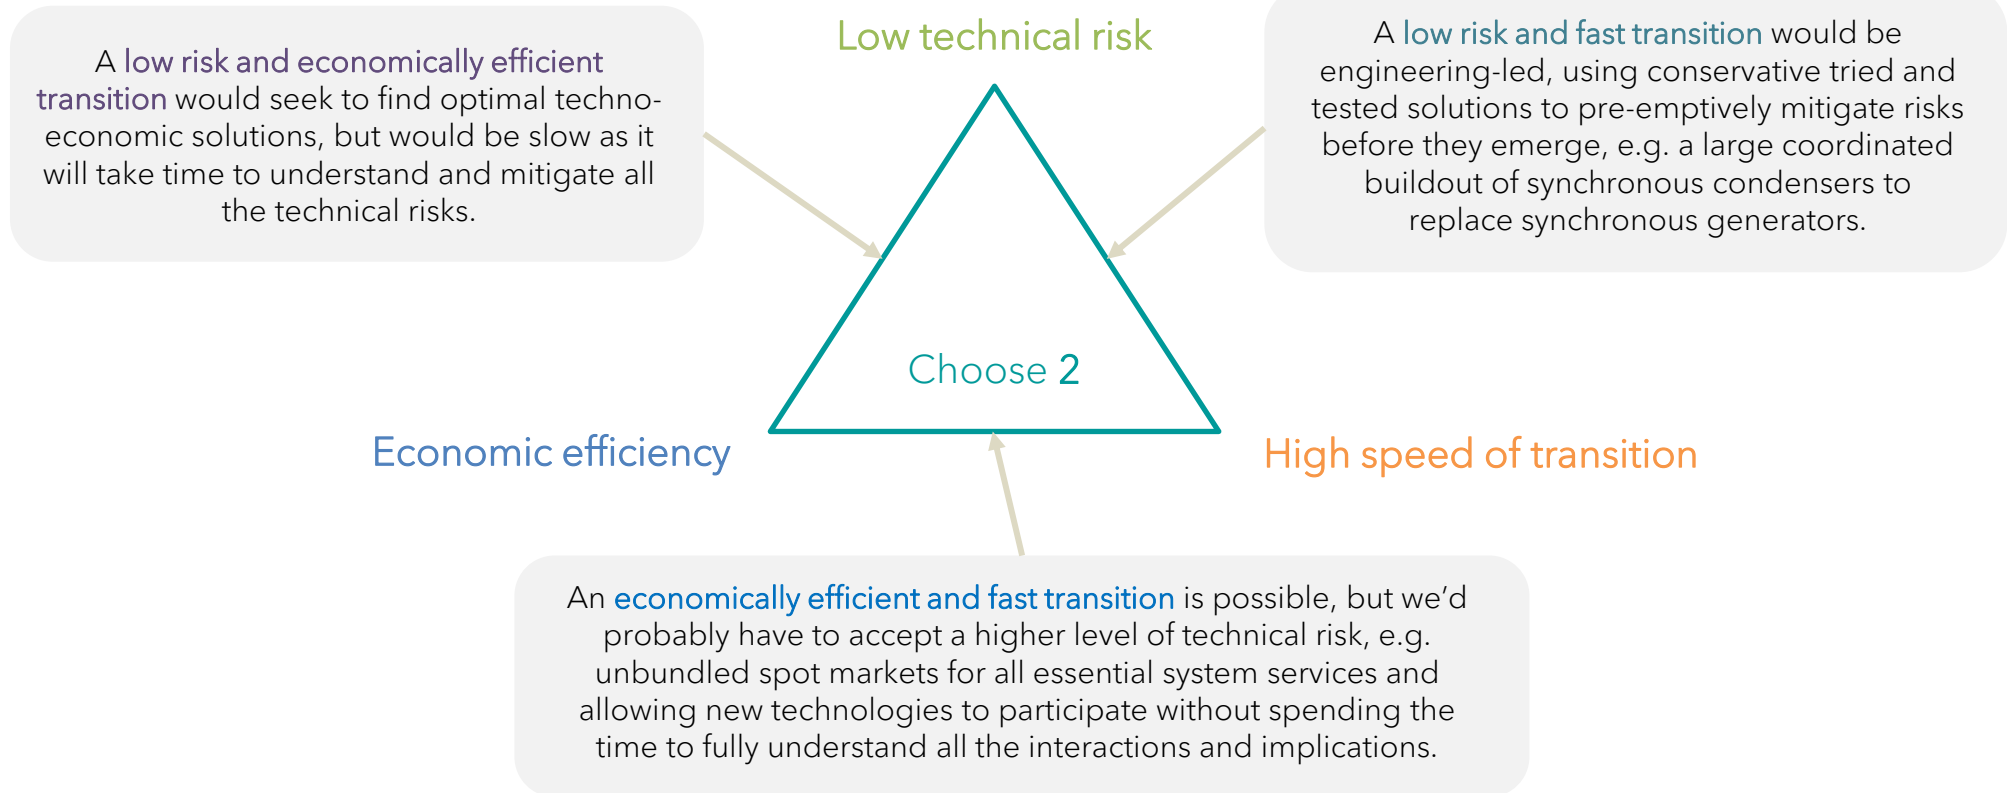 A low risk and economically efficient
transition would seek to find optimal techno-
economic solutions, but would be slow as it
will take time to understand and mitigate all
the technical risks.
Low technical risk
A low risk and fast transition would be
engineering-led, using conservative tried and
tested solutions to pre-emptively mitigate risks
before they emerge, e.g. a large coordinated
buildout of synchronous condensers to
replace synchronous generators.
Choose 2
Economic efficiency
High speed of transition
An economically efficient and fast transition is possible, but we’d
probably have to accept a higher level of technical risk, e.g.
unbundled spot markets for all essential system services and
allowing new technologies to participate without spending the
time to fully understand all the interactions and implications.